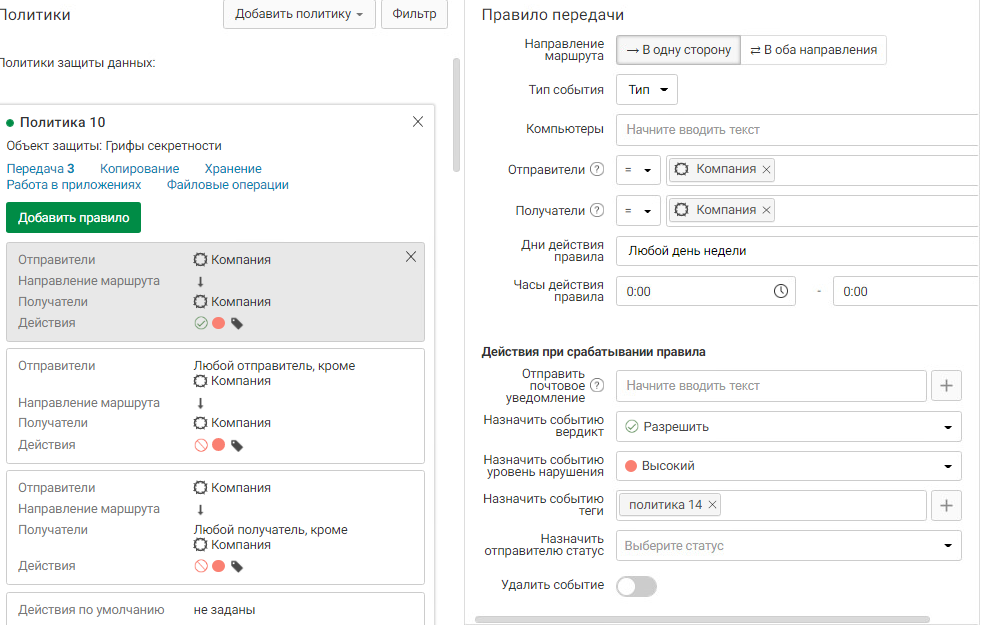 Политики
Добавить политику
Фильтр
Политики защиты данных:
Политика 10
Объект защиты: Грифы секретности
Передача 3
Копирование
Хранение
Работа в приложениях
Файловые операции
Добавить правило
Отправители
Компания
Направление маршрута
Получатели
Компания
Действия
Отправители
Любой отправитель, кроме
Компания
Направление маршрута
Получатели
Компания
Действия
Отправители
Компания
Направление маршрута
Получатели
Любой получатель, кроме
Компания
Действия
Действия по умолчанию
не заданы
Правило передачи
Направление
маршрута
В одну сторону
В оба направления
Тип события
Тип
Компьютеры
Начните вводить текст
Отправители ?
=
Компания
Получатели ?
=
Компания
Дни действия
правила
Любой день недели
Часы действия
правила
0:00
-
0:00
Действия при срабатывании правила
Отправить
почтовое
уведомление
?
Начните вводить текст
+
Назначить событию
вердикт
Разрешить
Назначить событию
уровень нарушения
Высокий
Назначить событию
теги
политика 14
+
Назначить
отправителю статус
Выберите статус
Удалить событие